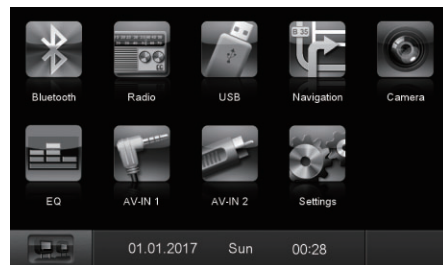 B 35
Bluetooth Radio USB Navigation Camera
EQ AV-IN 1 AV-IN 2 Settings
01.01.2017 Sun 00:28